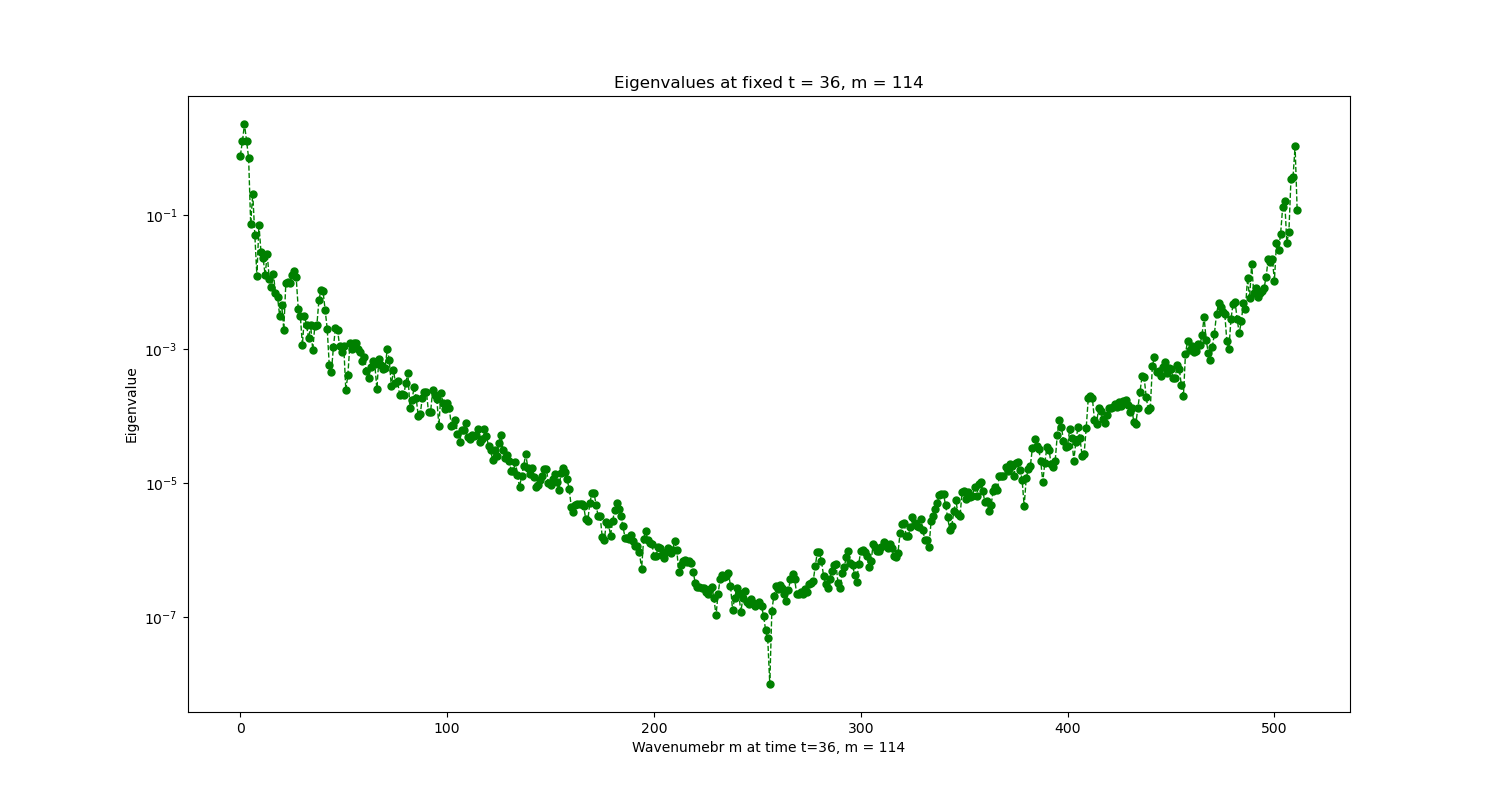 Eigenvalues at fixed t = 36, m = 114
Eigenvalue
10⁻¹
10⁻³
10⁻⁵
10⁻⁷
0 100 200 300 400 500
Wavenumebr m at time t=36, m = 114